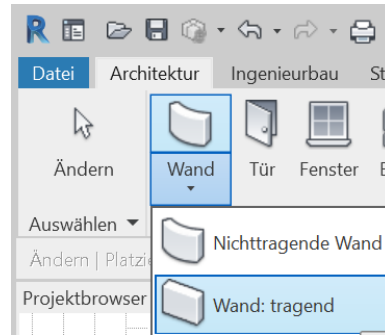 Datei Architektur Ingenieurbau
Ändern Wand Tür Fenster
Auswählen
Nichttragende Wand
Ändern | Platzie
Projektbrowser
Wand: tragend